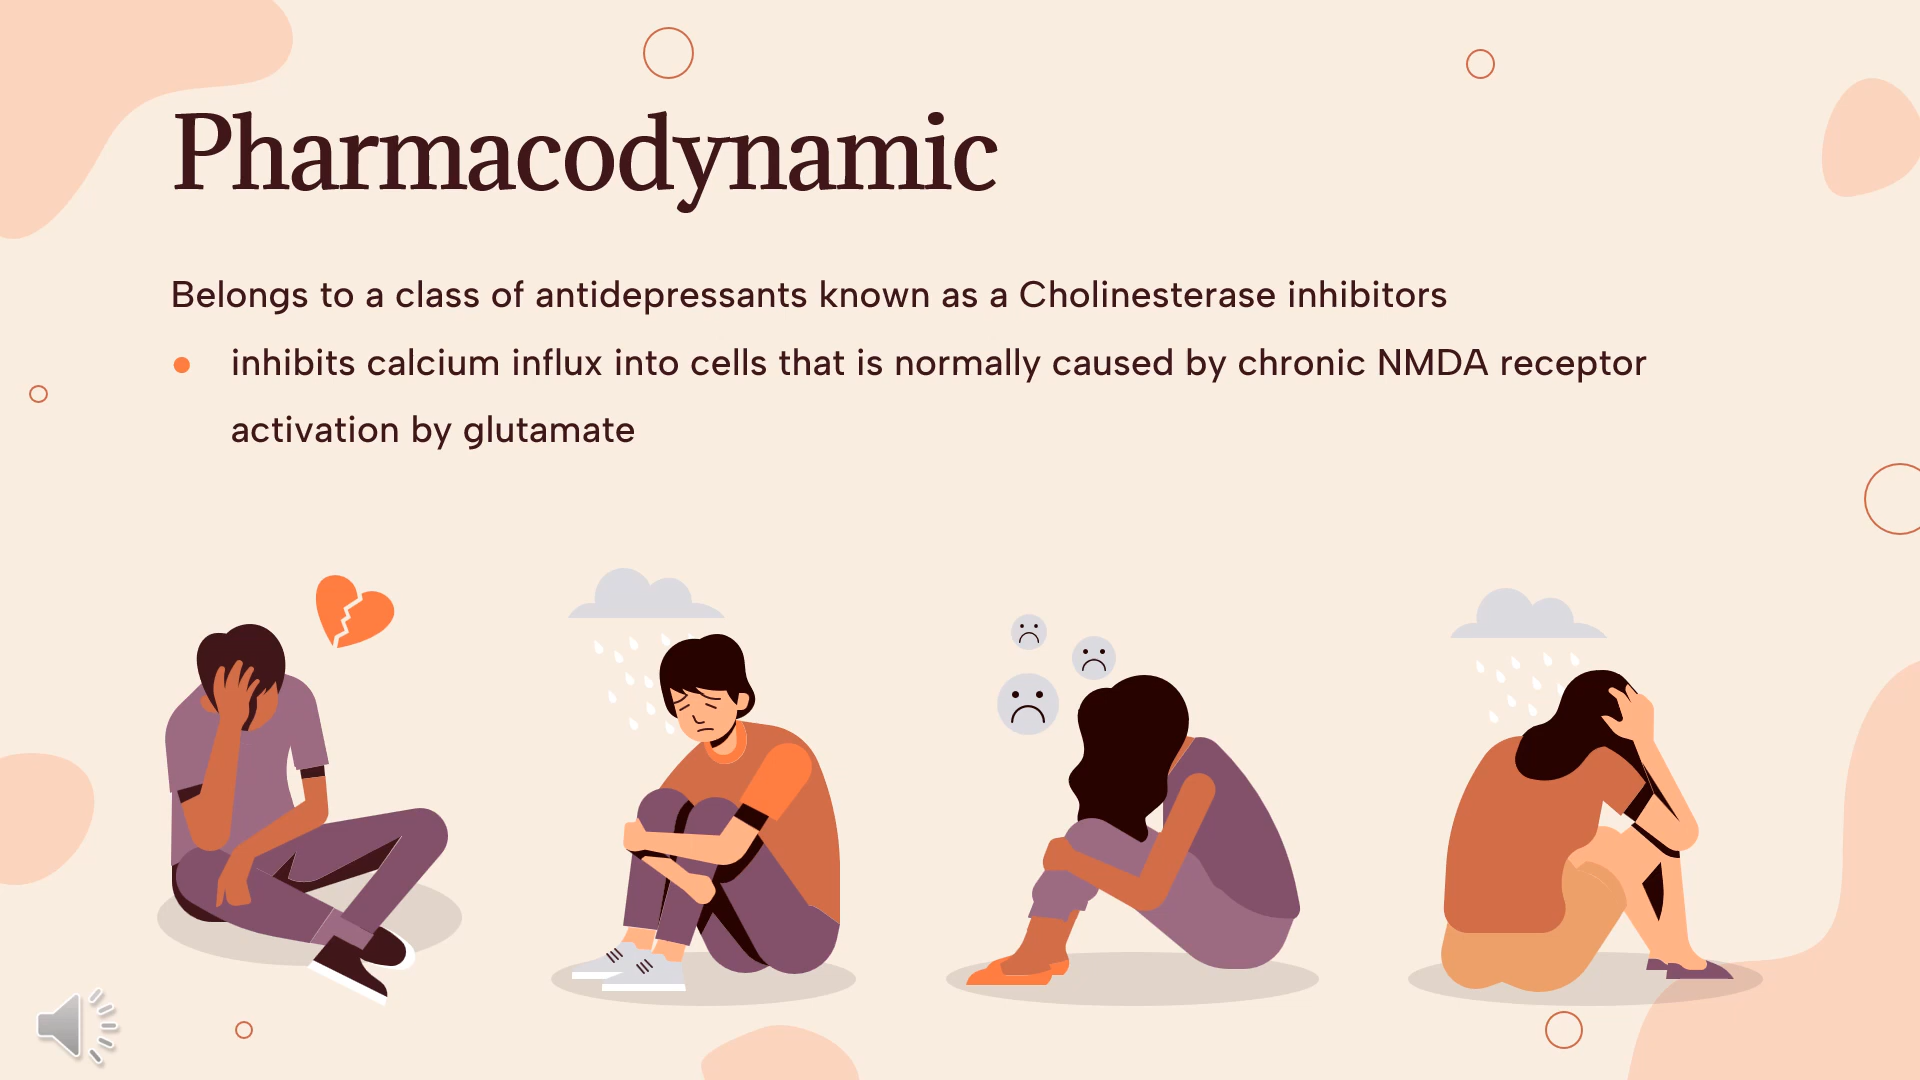 Pharmacodynamic
Belongs to a class of antidepressants known as a Cholinesterase inhibitors
inhibits calcium influx into cells that is normally caused by chronic NMDA receptor
activation by glutamate